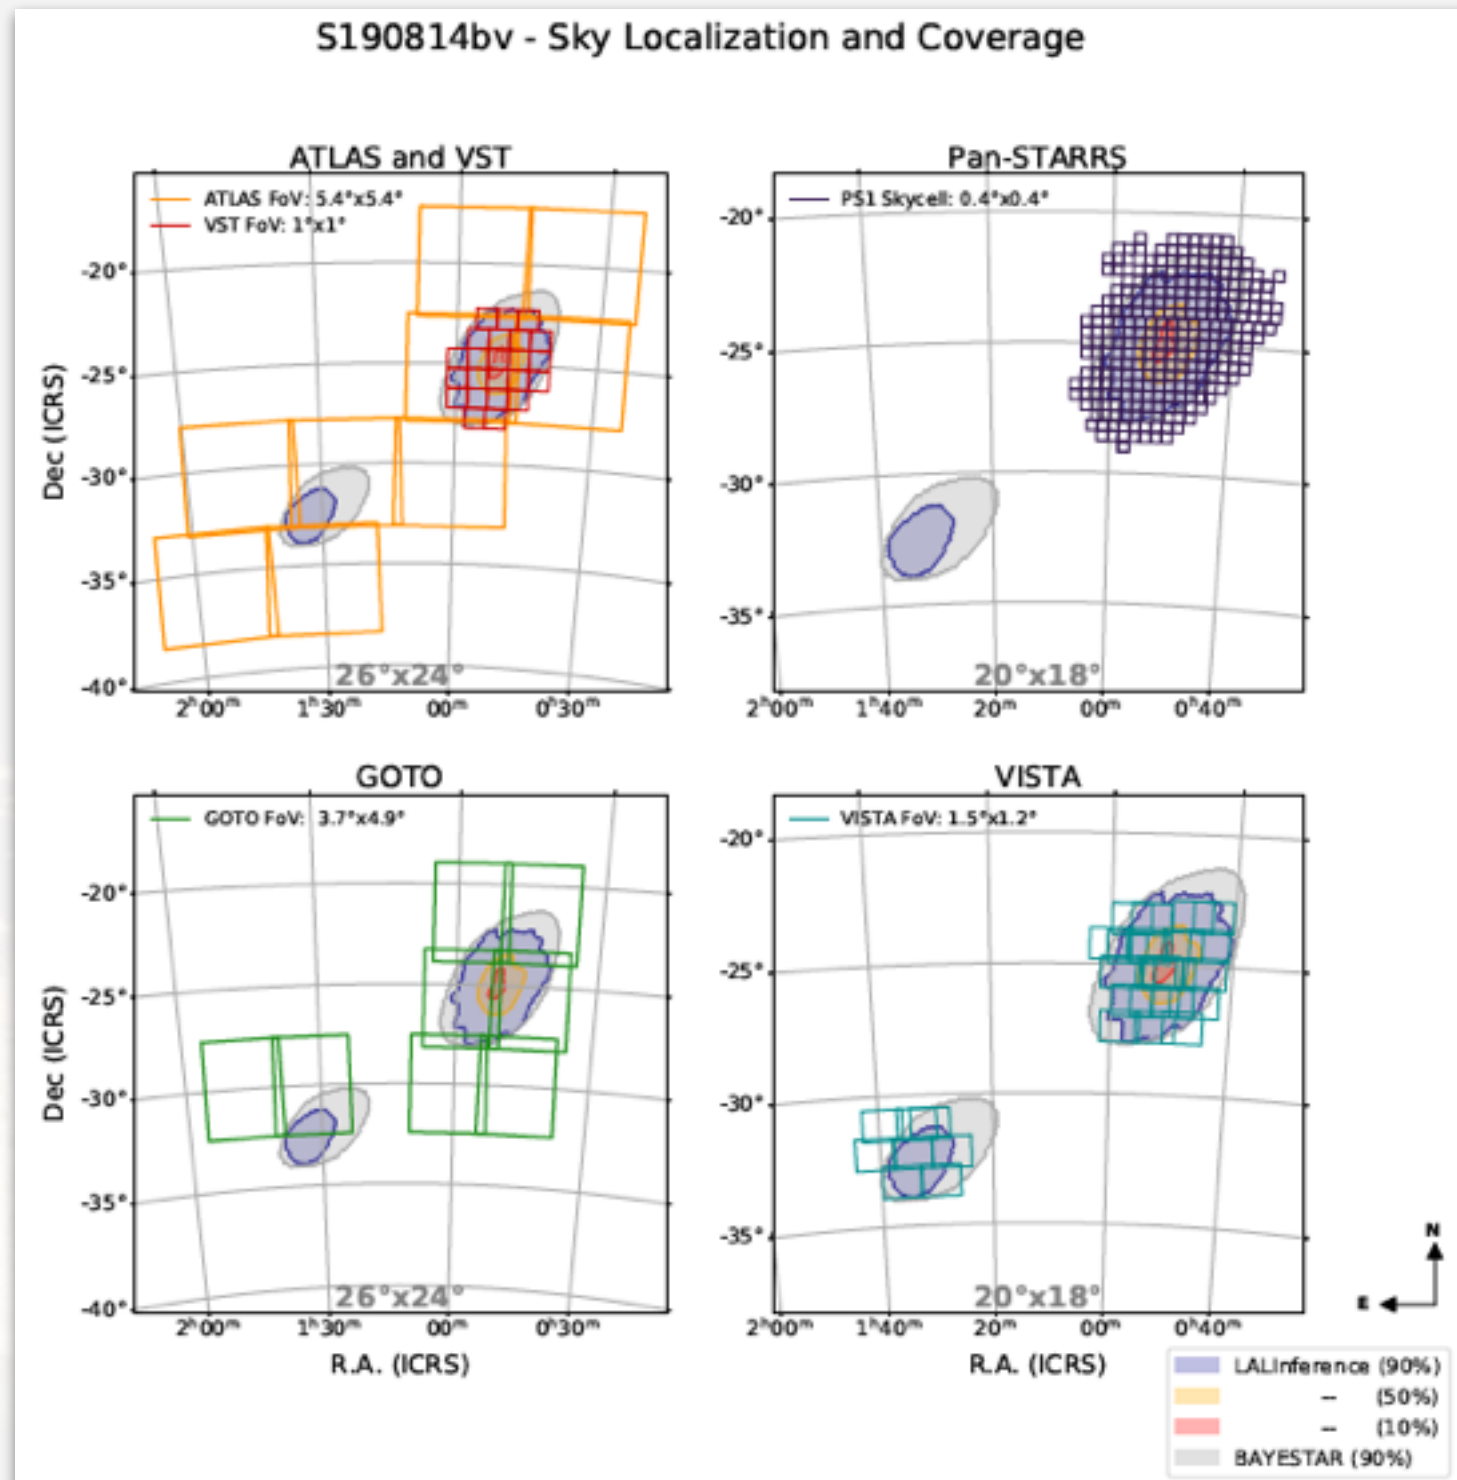 S190814bv - Sky Localization and Coverage
ATLAS and VST
ATLAS FoV: 5.4°x5.4°
VST FoV: 1°x1°
-20°
-25°
-30°
-35°
-40°
Dec (ICRS)
26°x24°
2ʰ00ᵐ 1ʰ30ᵐ 00ᵐ 0ʰ30ᵐ
Pan-STARRS
PS1 Skycell: 0.4°x0.4°
-20°
-25°
-30°
-35°
20°x18°
2ʰ00ᵐ 1ʰ40ᵐ 20ᵐ 00ᵐ 0ʰ40ᵐ
GOTO
GOTO FoV: 3.7°x4.9°
-20°
-25°
-30°
-35°
-40°
Dec (ICRS)
26°x24°
2ʰ00ᵐ 1ʰ30ᵐ 00ᵐ 0ʰ30ᵐ
R.A. (ICRS)
VISTA
VISTA FoV: 1.5°x1.2°
-20°
-25°
-30°
-35°
20°x18°
2ʰ00ᵐ 1ʰ40ᵐ 20ᵐ 00ᵐ 0ʰ40ᵐ
R.A. (ICRS)
N
E
LALInference (90%)
-- (50%)
-- (10%)
BAYESTAR (90%)